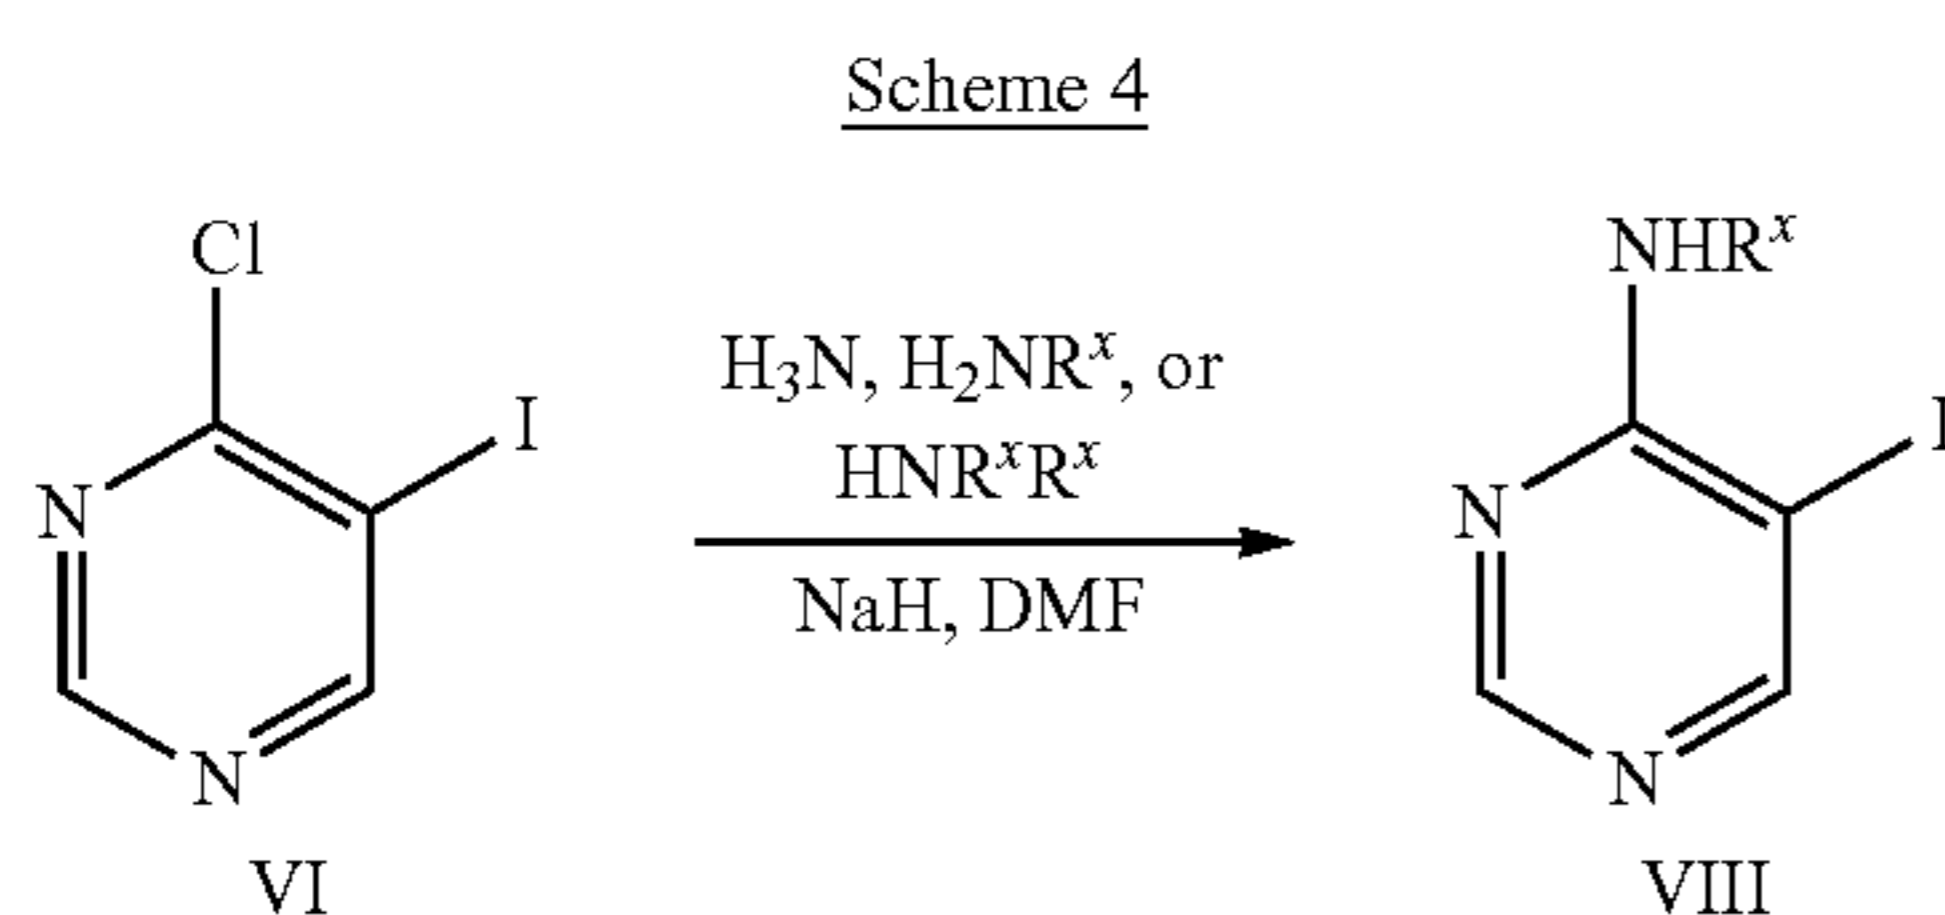 Scheme 4
Cl
I
N
N
VI
H₃N, H₂NRˣ, or
HNRˣRˣ
NaH, DMF
NHRˣ
I
N
N
VIII